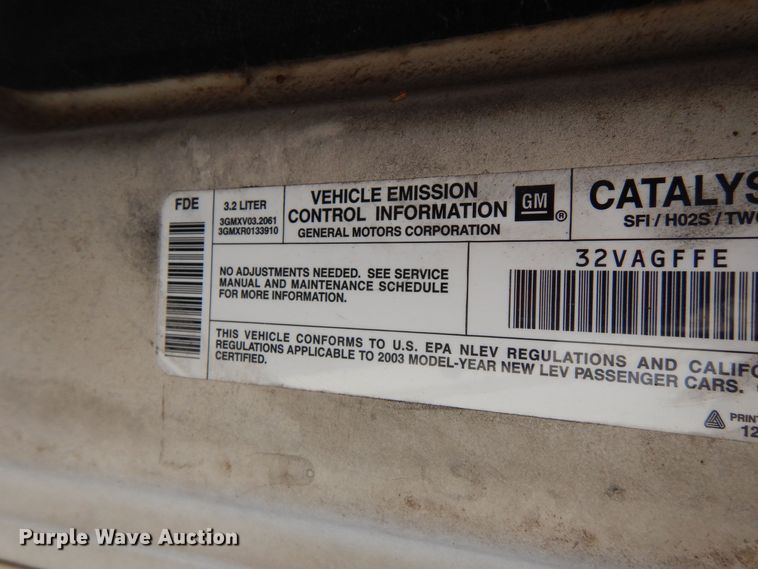 FDE
3.2 LITER
3GMXV03.2061
3GMXR0133910
VEHICLE EMISSION
CONTROL INFORMATION
GENERAL MOTORS CORPORATION
GM ®
CATALYS
SFI / HO2S / TW
32VAGFFE
NO ADJUSTMENTS NEEDED. SEE SERVICE
MANUAL AND MAINTENANCE SCHEDULE
FOR MORE INFORMATION.
THIS VEHICLE CONFORMS TO U.S. EPA NLEV REGULATIONS AND CALIFO
REGULATIONS APPLICABLE TO 2003 MODEL-YEAR NEW LEV PASSENGER CARS.
CERTIFIED.
PRINT
12
Purple Wave Auction